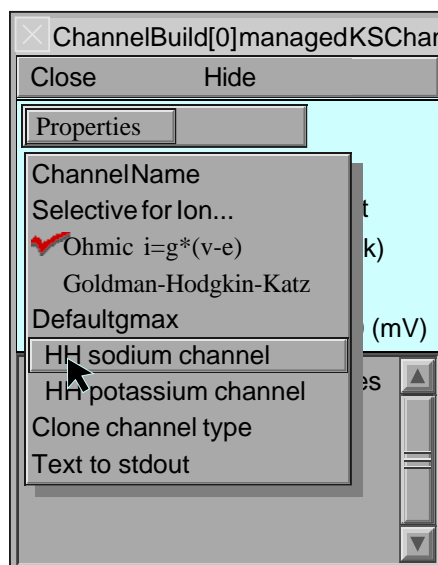 ChannelBuild[0]managedKSChan
Close Hide
Properties
ChannelName
Selective for Ion... t
Ohmic i=g*(v-e) k)
Goldman-Hodgkin-Katz
Defaultgmax (mV)
HH sodium channel
HH potassium channel es
Clone channel type
Text to stdout